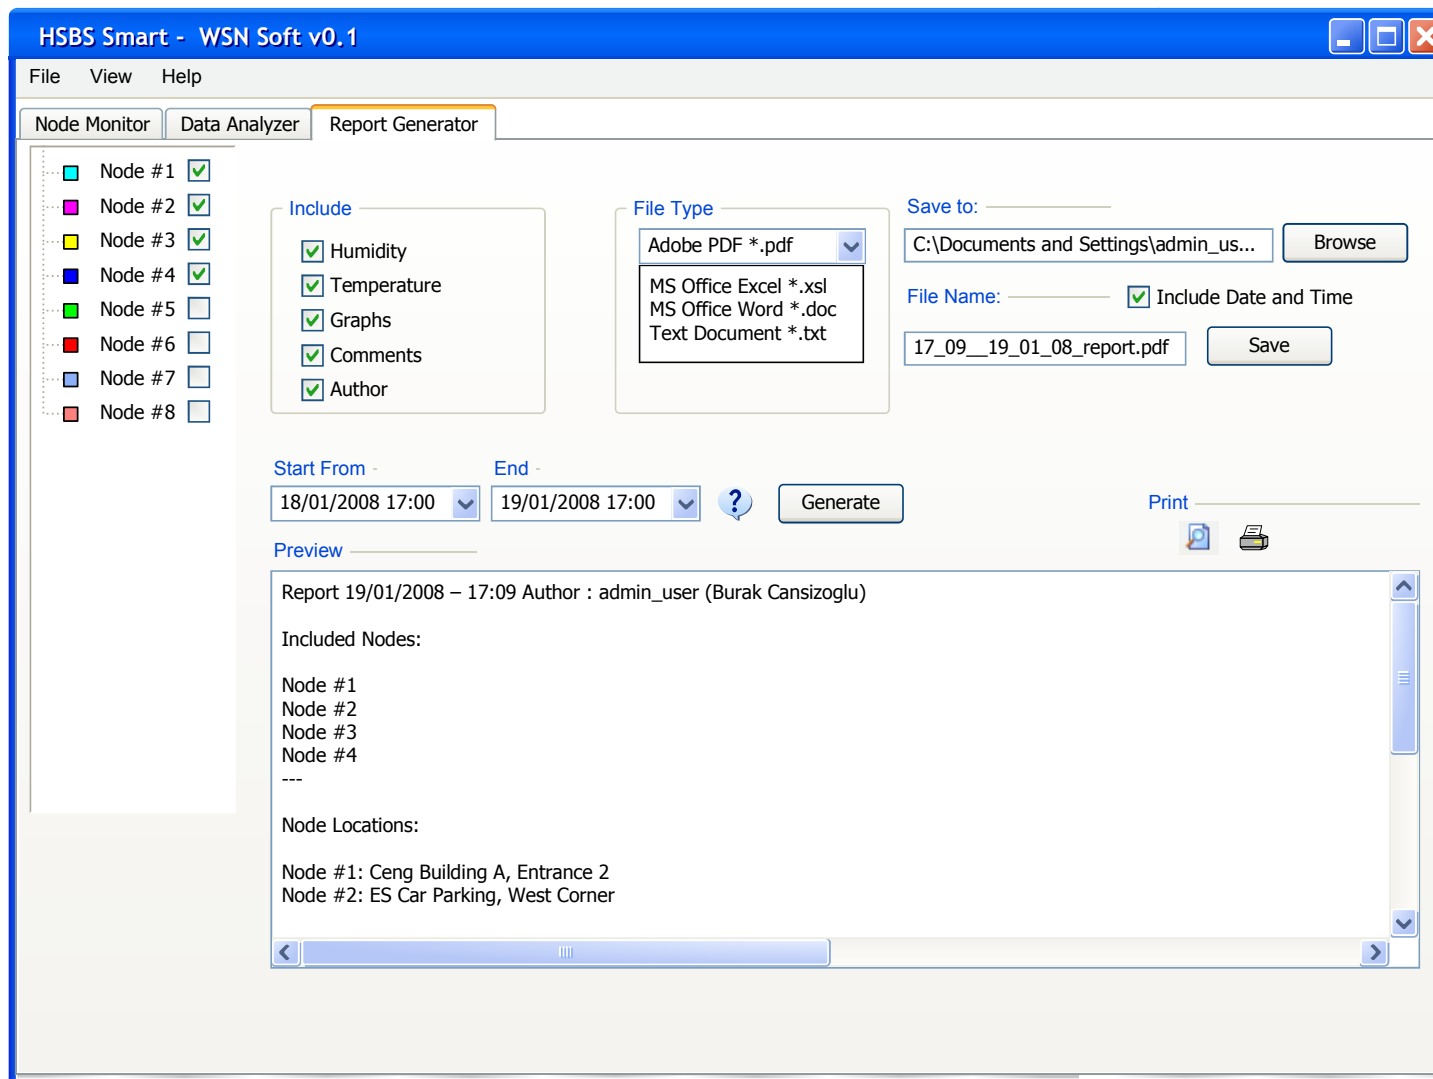 HSBS Smart - WSN Soft v0.1
File View Help
Node Monitor Data Analyzer Report Generator
Node #1
Node #2
Node #3
Node #4
Node #5
Node #6
Node #7
Node #8
Include
Humidity
Temperature
Graphs
Comments
Author
File Type
Adobe PDF *.pdf
MS Office Excel *.xsl
MS Office Word *.doc
Text Document *.txt
Save to:
C:\Documents and Settings\admin_us... Browse
File Name: Include Date and Time
17_09__19_01_08_report.pdf Save
Start From End
18/01/2008 17:00 19/01/2008 17:00 ? Generate
Print
Preview
Report 19/01/2008 – 17:09 Author : admin_user (Burak Cansizoglu)
Included Nodes:
Node #1
Node #2
Node #3
Node #4
---
Node Locations:
Node #1: Ceng Building A, Entrance 2
Node #2: ES Car Parking, West Corner